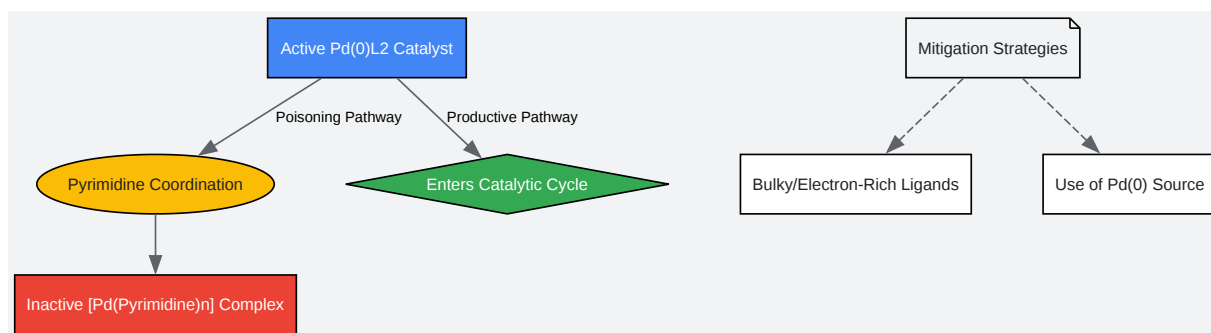 Active Pd(0)L2 Catalyst
Mitigation Strategies
Poisoning Pathway
Productive Pathway
Pyrimidine Coordination
Enters Catalytic Cycle
Bulky/Electron-Rich Ligands
Use of Pd(0) Source
Inactive [Pd(Pyrimidine)n] Complex